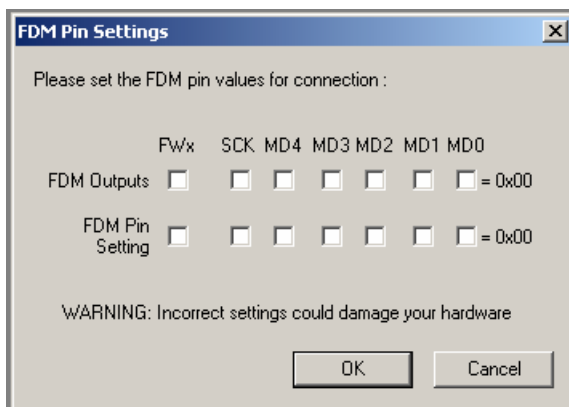 FDM Pin Settings
Please set the FDM pin values for connection :
FWx SCK MD4 MD3 MD2 MD1 MD0
FDM Outputs = 0x00
FDM Pin
Setting = 0x00
WARNING: Incorrect settings could damage your hardware
OK Cancel